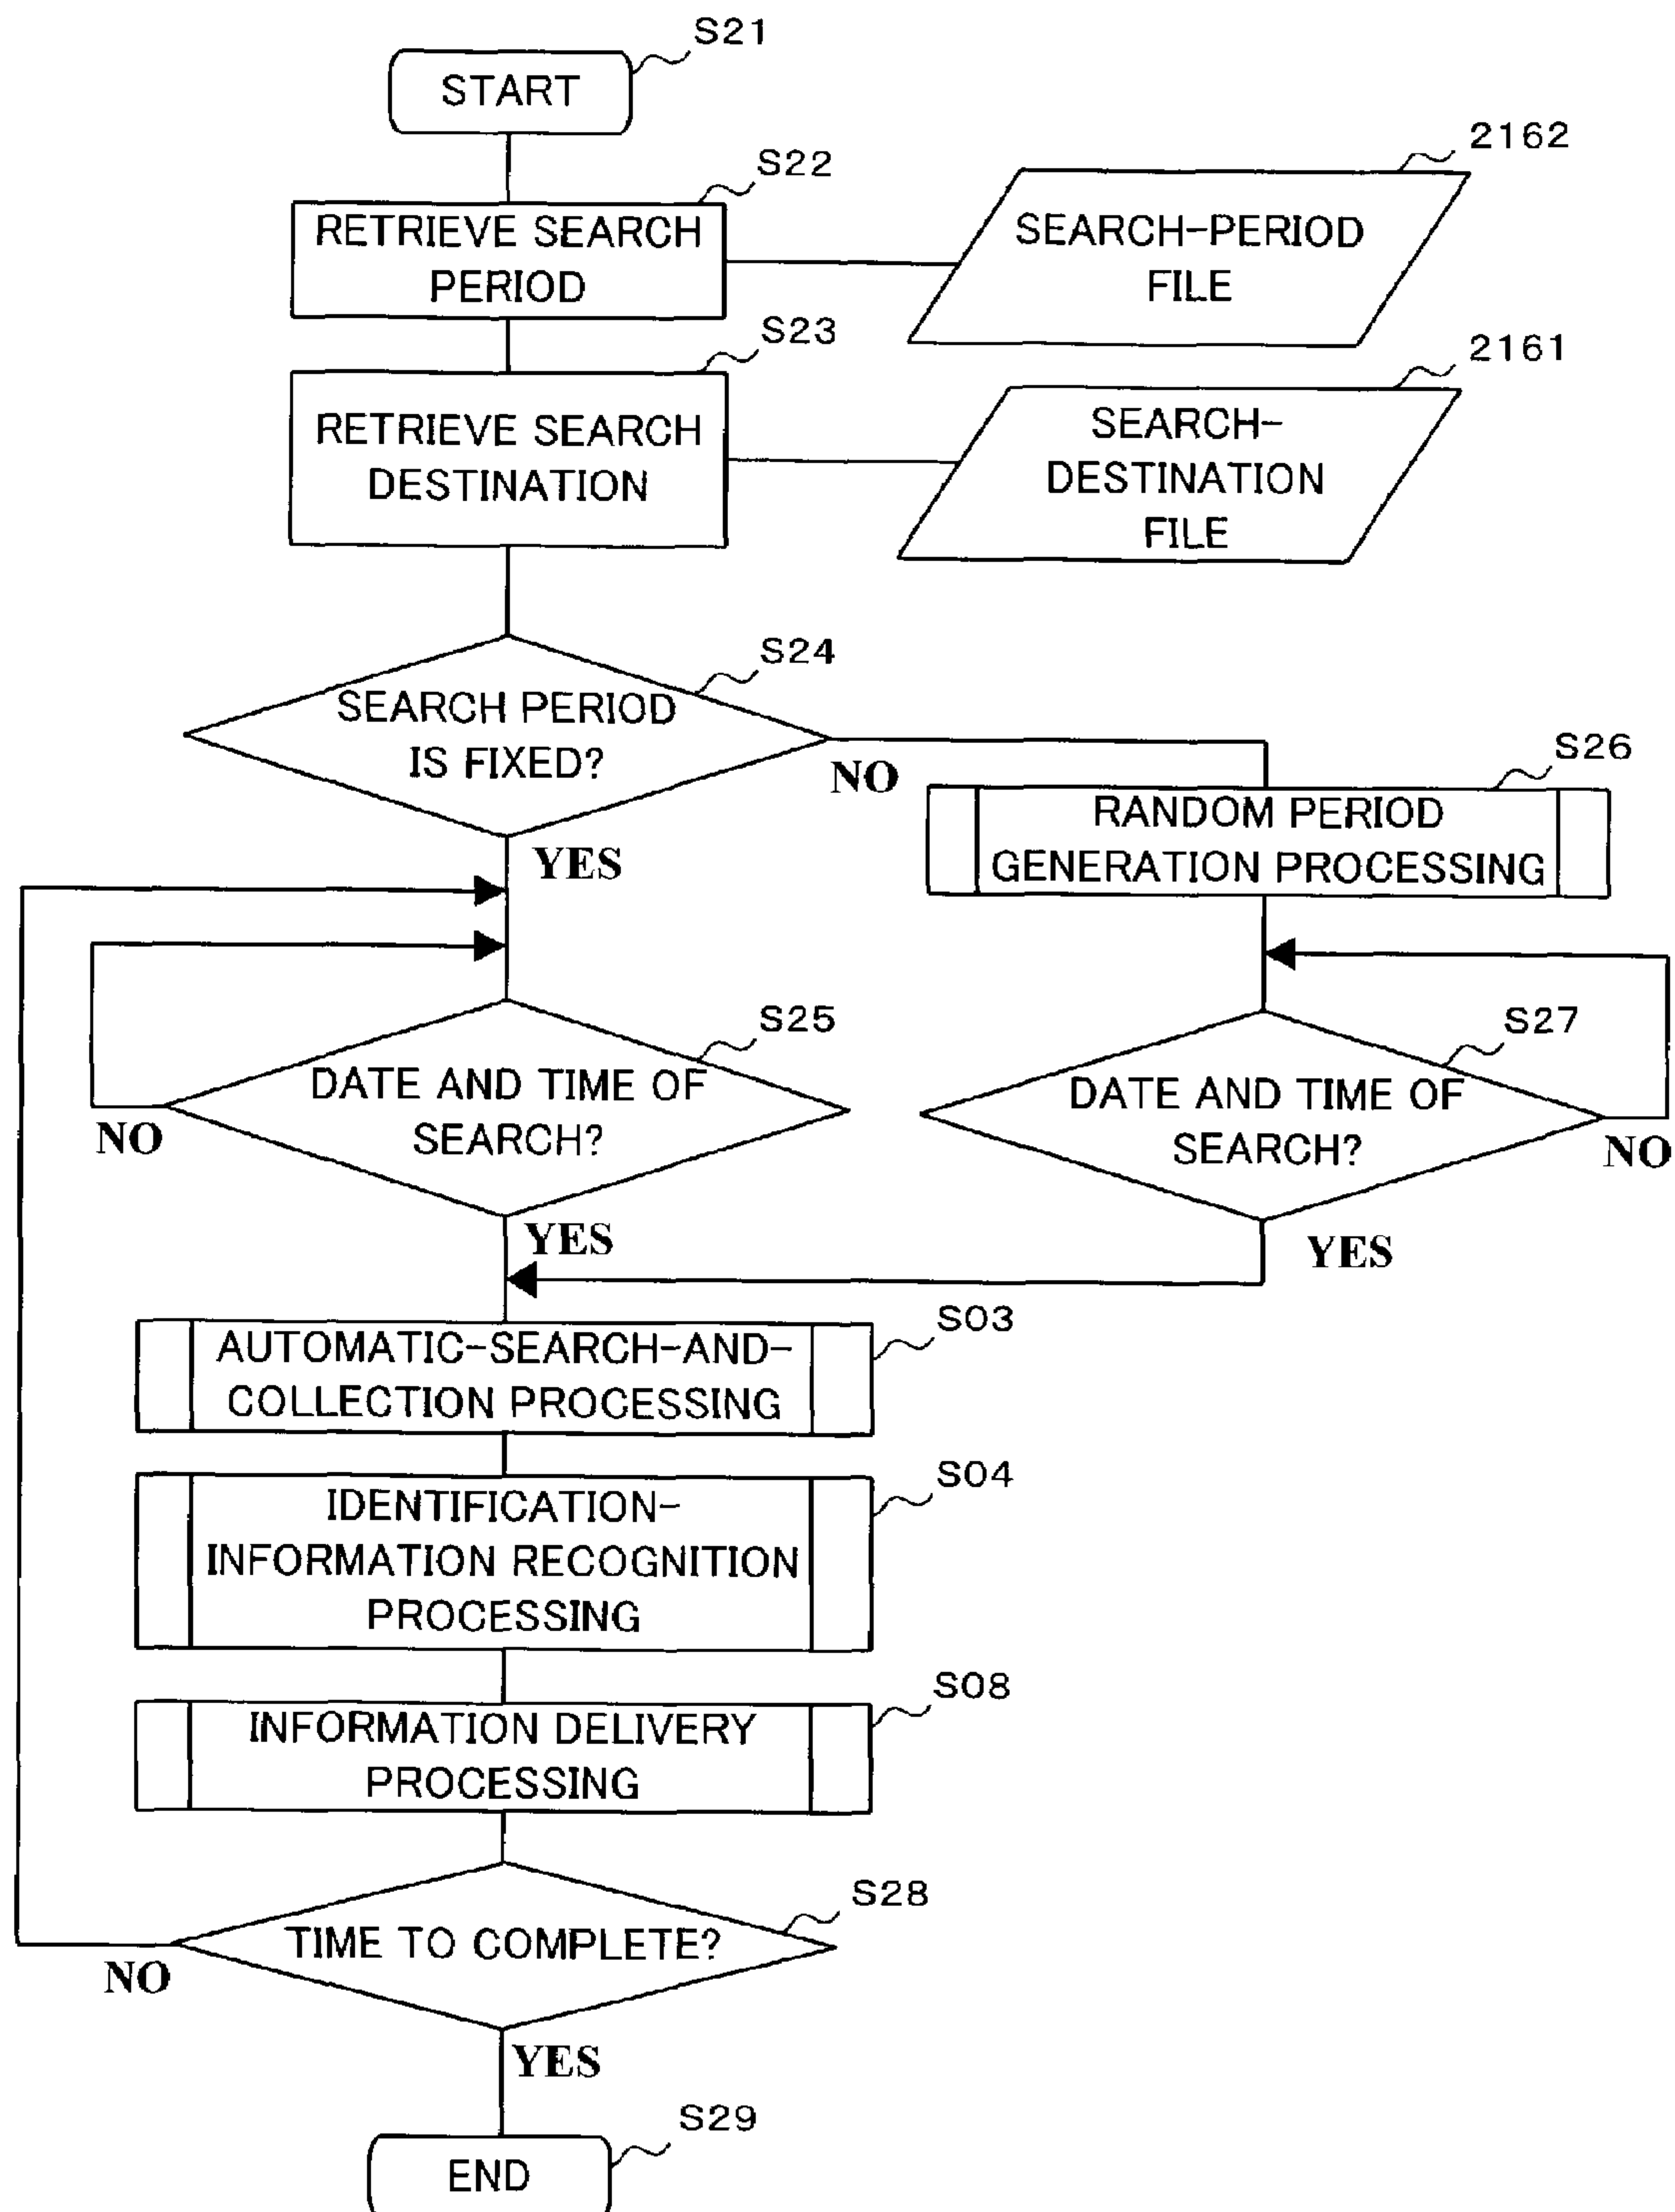 S21
START
S22
RETRIEVE SEARCH
PERIOD
2162
SEARCH-PERIOD
FILE
S23
RETRIEVE SEARCH
DESTINATION
2161
SEARCH-
DESTINATION
FILE
S24
SEARCH PERIOD
IS FIXED?
NO
YES
S26
RANDOM PERIOD
GENERATION PROCESSING
S25
DATE AND TIME OF
SEARCH?
NO
YES
S27
DATE AND TIME OF
SEARCH?
NO
YES
S03
AUTOMATIC-SEARCH-AND-
COLLECTION PROCESSING
S04
IDENTIFICATION-
INFORMATION RECOGNITION
PROCESSING
S08
INFORMATION DELIVERY
PROCESSING
S28
TIME TO COMPLETE?
NO
YES
S29
END